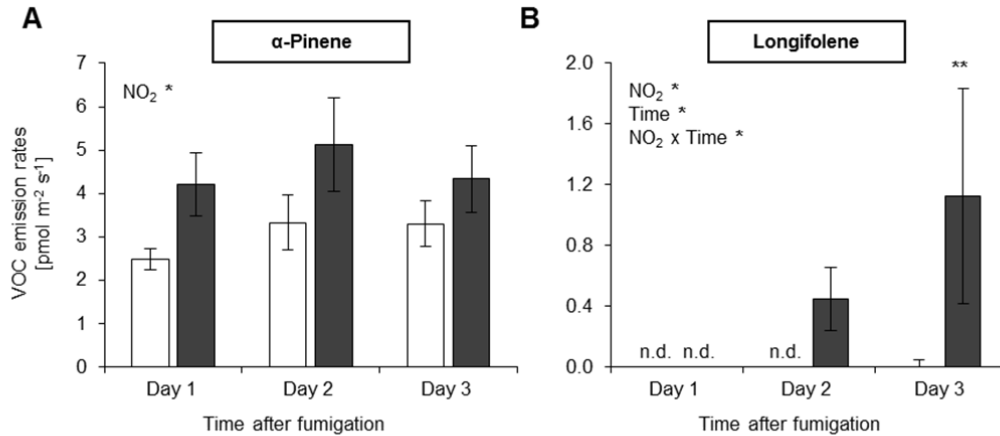 A
α-Pinene
VOC emission rates
[pmol m⁻² s⁻¹]
7
6
5
4
3
2
1
0
NO₂ *
Day 1 Day 2 Day 3
Time after fumigation
B
Longifolene
2.0
1.6
1.2
0.8
0.4
0.0
NO₂ *
Time *
NO₂ x Time *
**
n.d. n.d. n.d.
Day 1 Day 2 Day 3
Time after fumigation